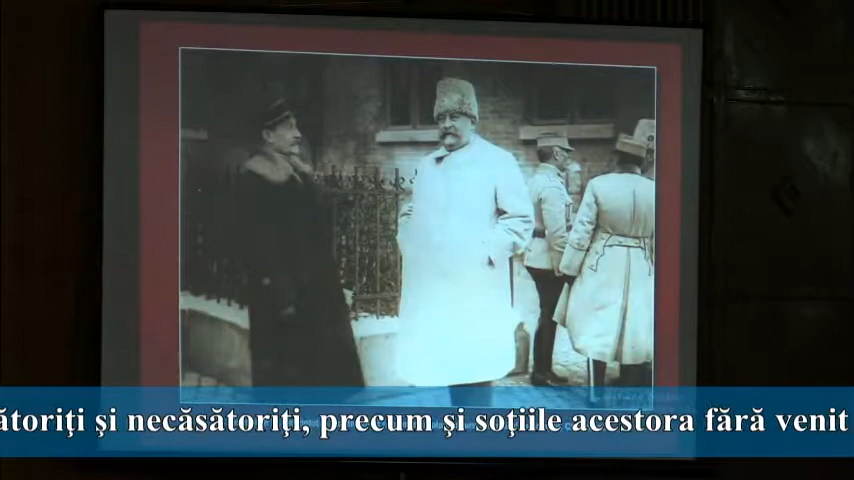 ătoriţi şi necăsătoriţi, precum şi soţiile acestora fără venit